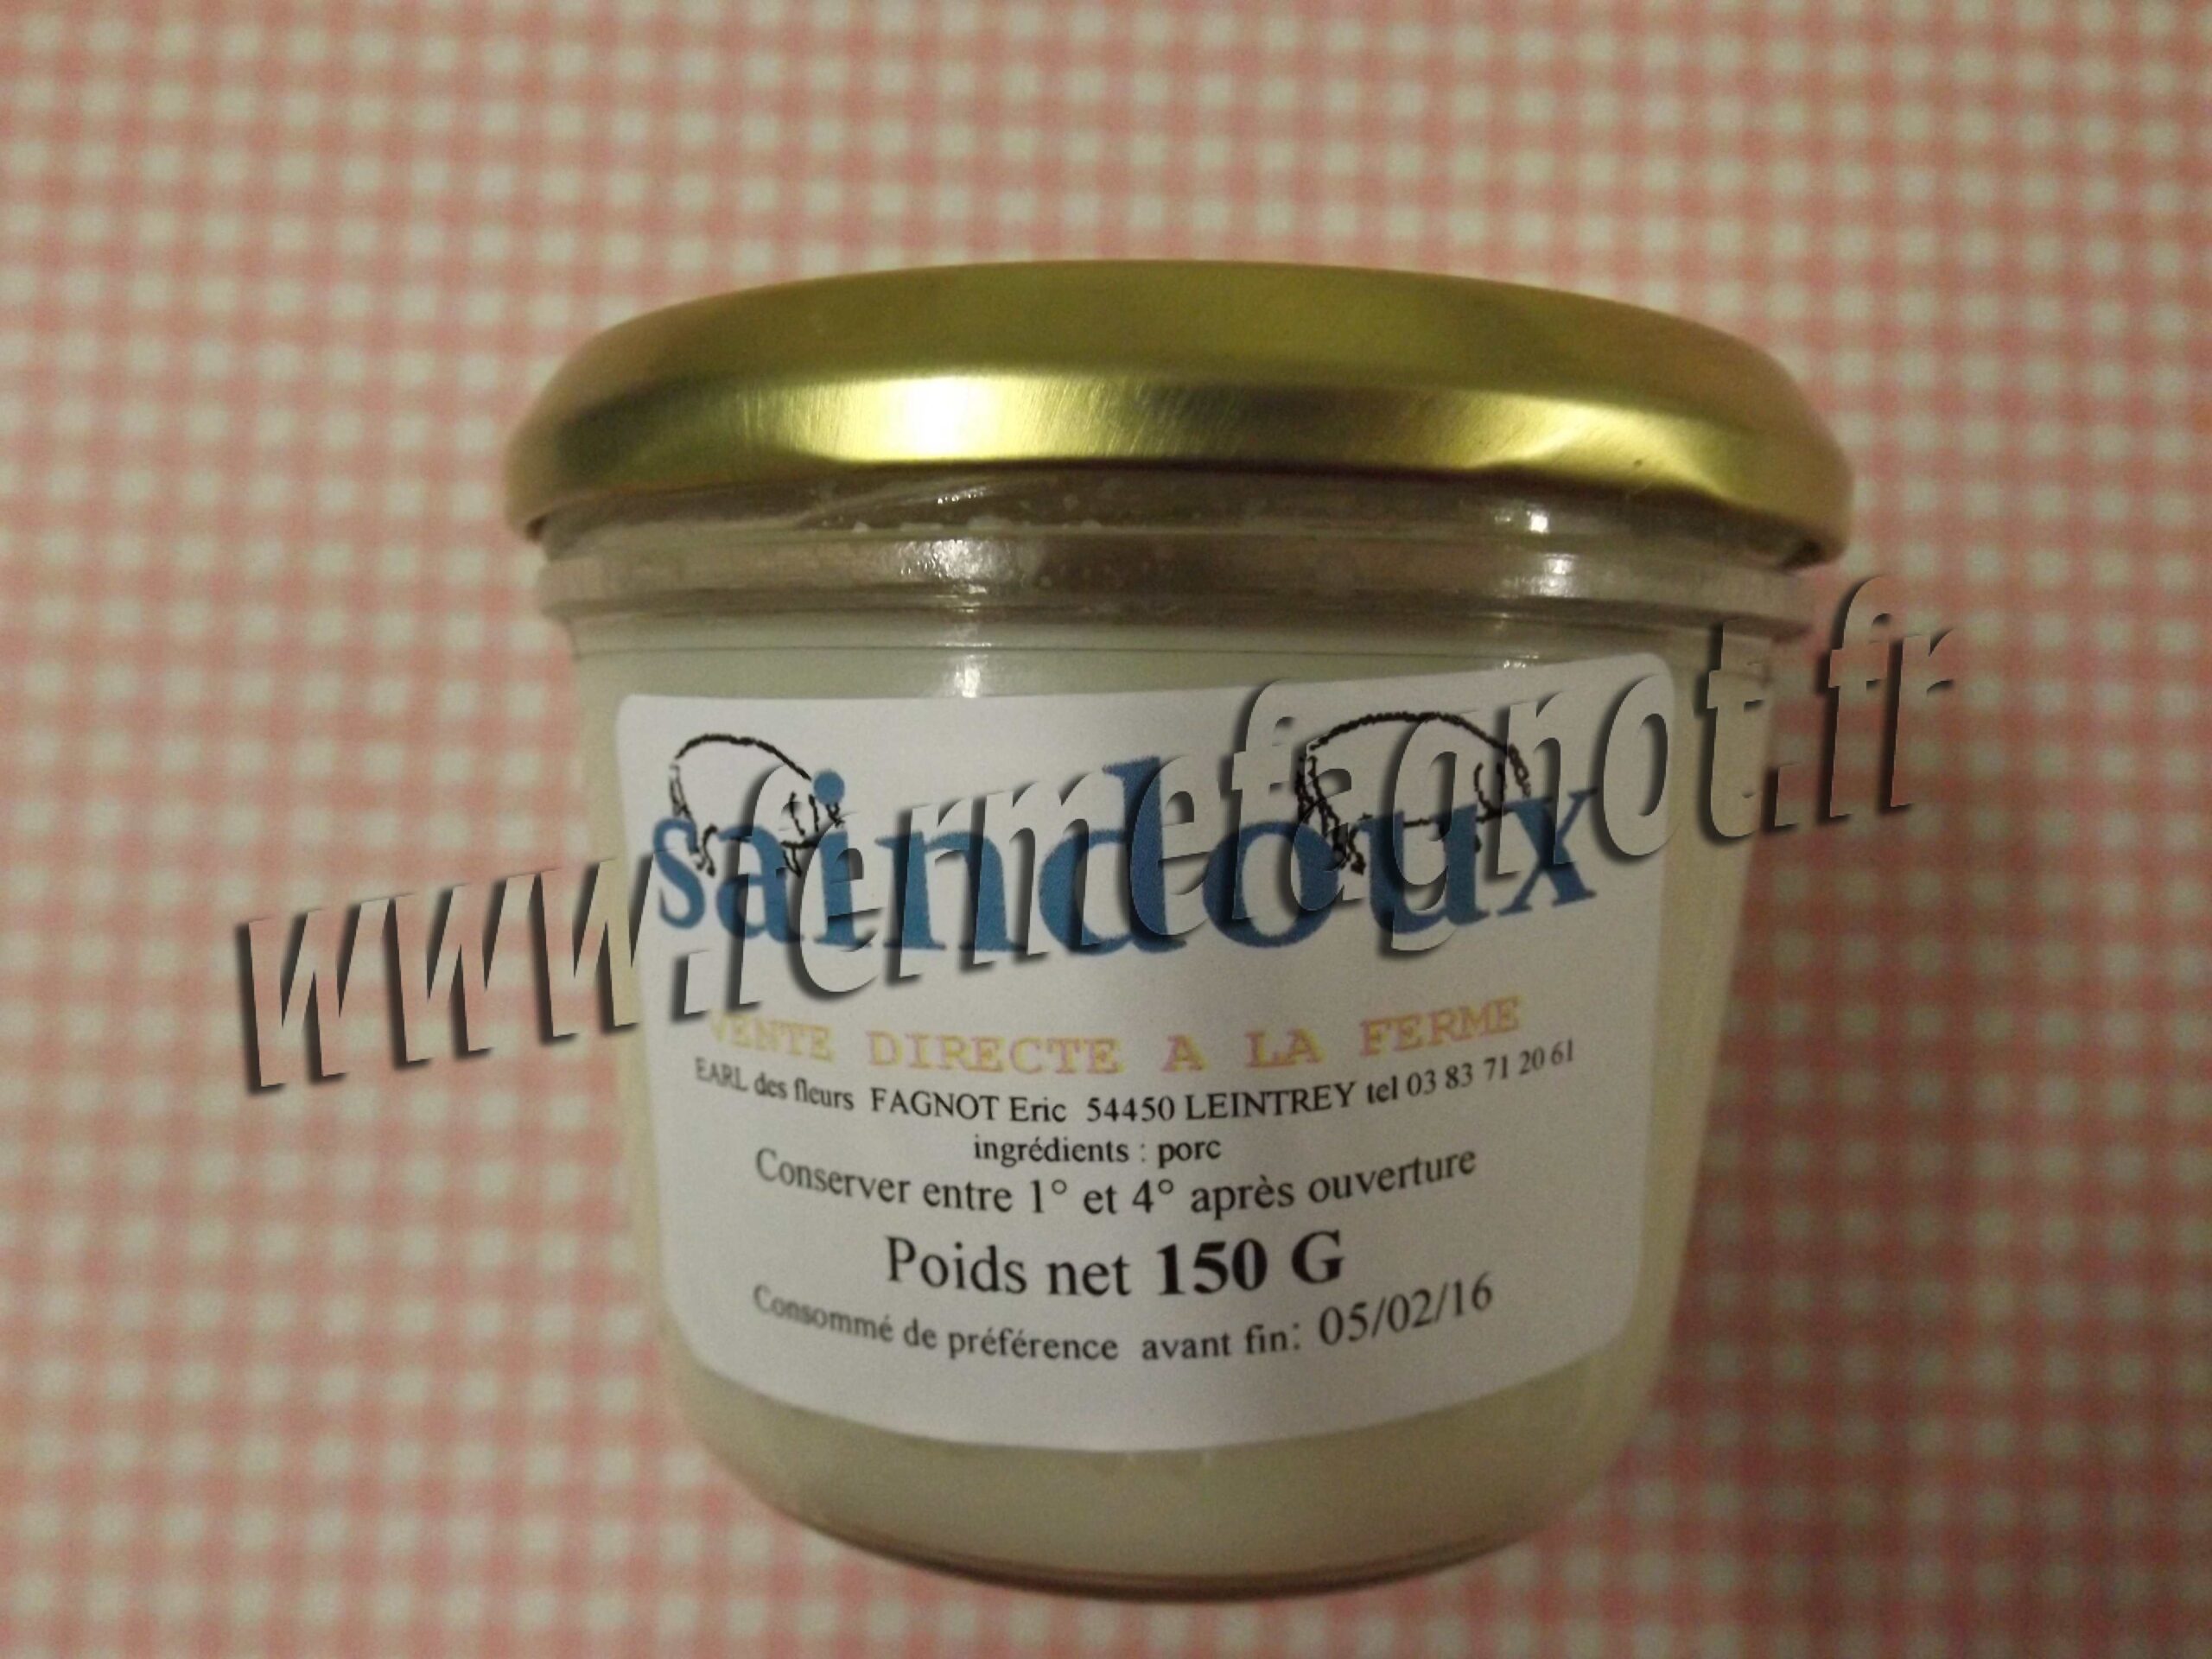 www.fermefagnot.fr
saindoux
VENTE DIRECTE A LA FERME
EARL des fleurs FAGNOT Eric 54450 LEINTREY tel 03 83 71 20 61
ingrédients : porc
Conserver entre 1° et 4° après ouverture
Poids net 150 G
Consommé de préférence avant fin: 05/02/16